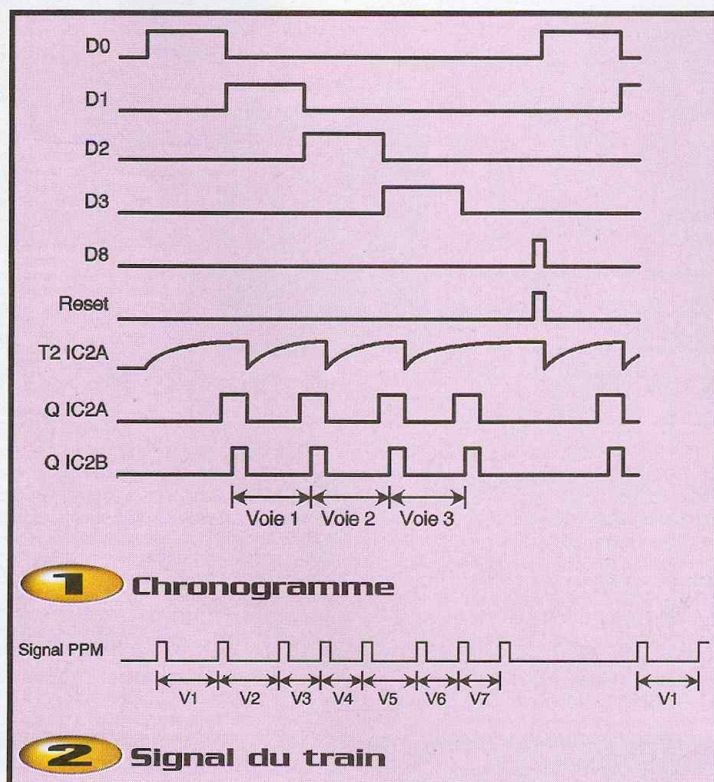 D0
D1
D2
D3
D8
Reset
T2 IC2A
Q IC2A
Q IC2B
Voie 1 Voie 2 Voie 3
1 Chronogramme
Signal PPM
V1 V2 V3 V4 V5 V6 V7 V1
2 Signal du train